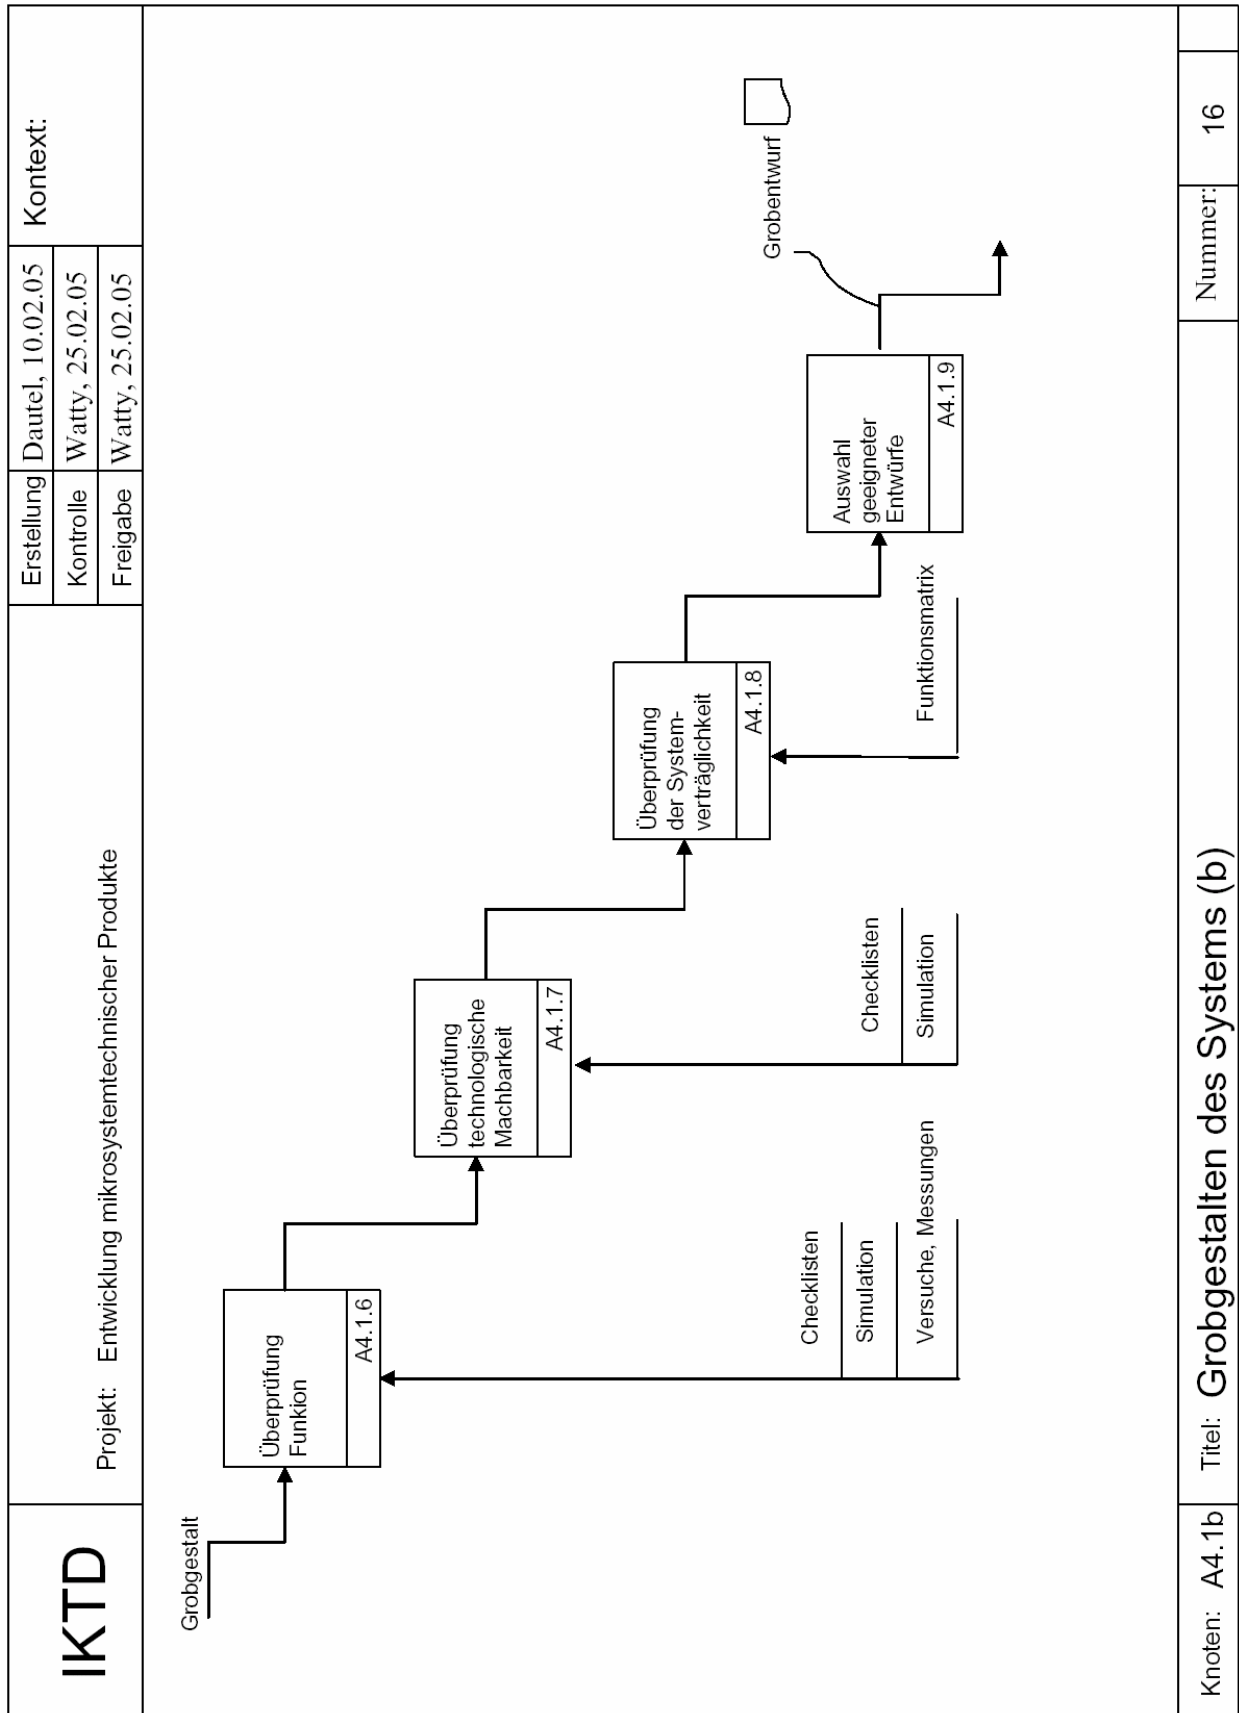 IKTD
Projekt: Entwicklung mikrosystemtechnischer Produkte
Erstellung Dautel, 10.02.05
Kontrolle Watty, 25.02.05
Freigabe Watty, 25.02.05
Kontext:
Grobgestalt
Überprüfung
Funkion
A4.1.6
Überprüfung
technologische
Machbarkeit
A4.1.7
Überprüfung
der System-
verträglichkeit
A4.1.8
Auswahl
geeigneter
Entwürfe
A4.1.9
Grobentwurf
Checklisten
Simulation
Versuche, Messungen
Checklisten
Simulation
Funktionsmatrix
Knoten: A4.1b
Titel: Grobgestalten des Systems (b)
Nummer: 16